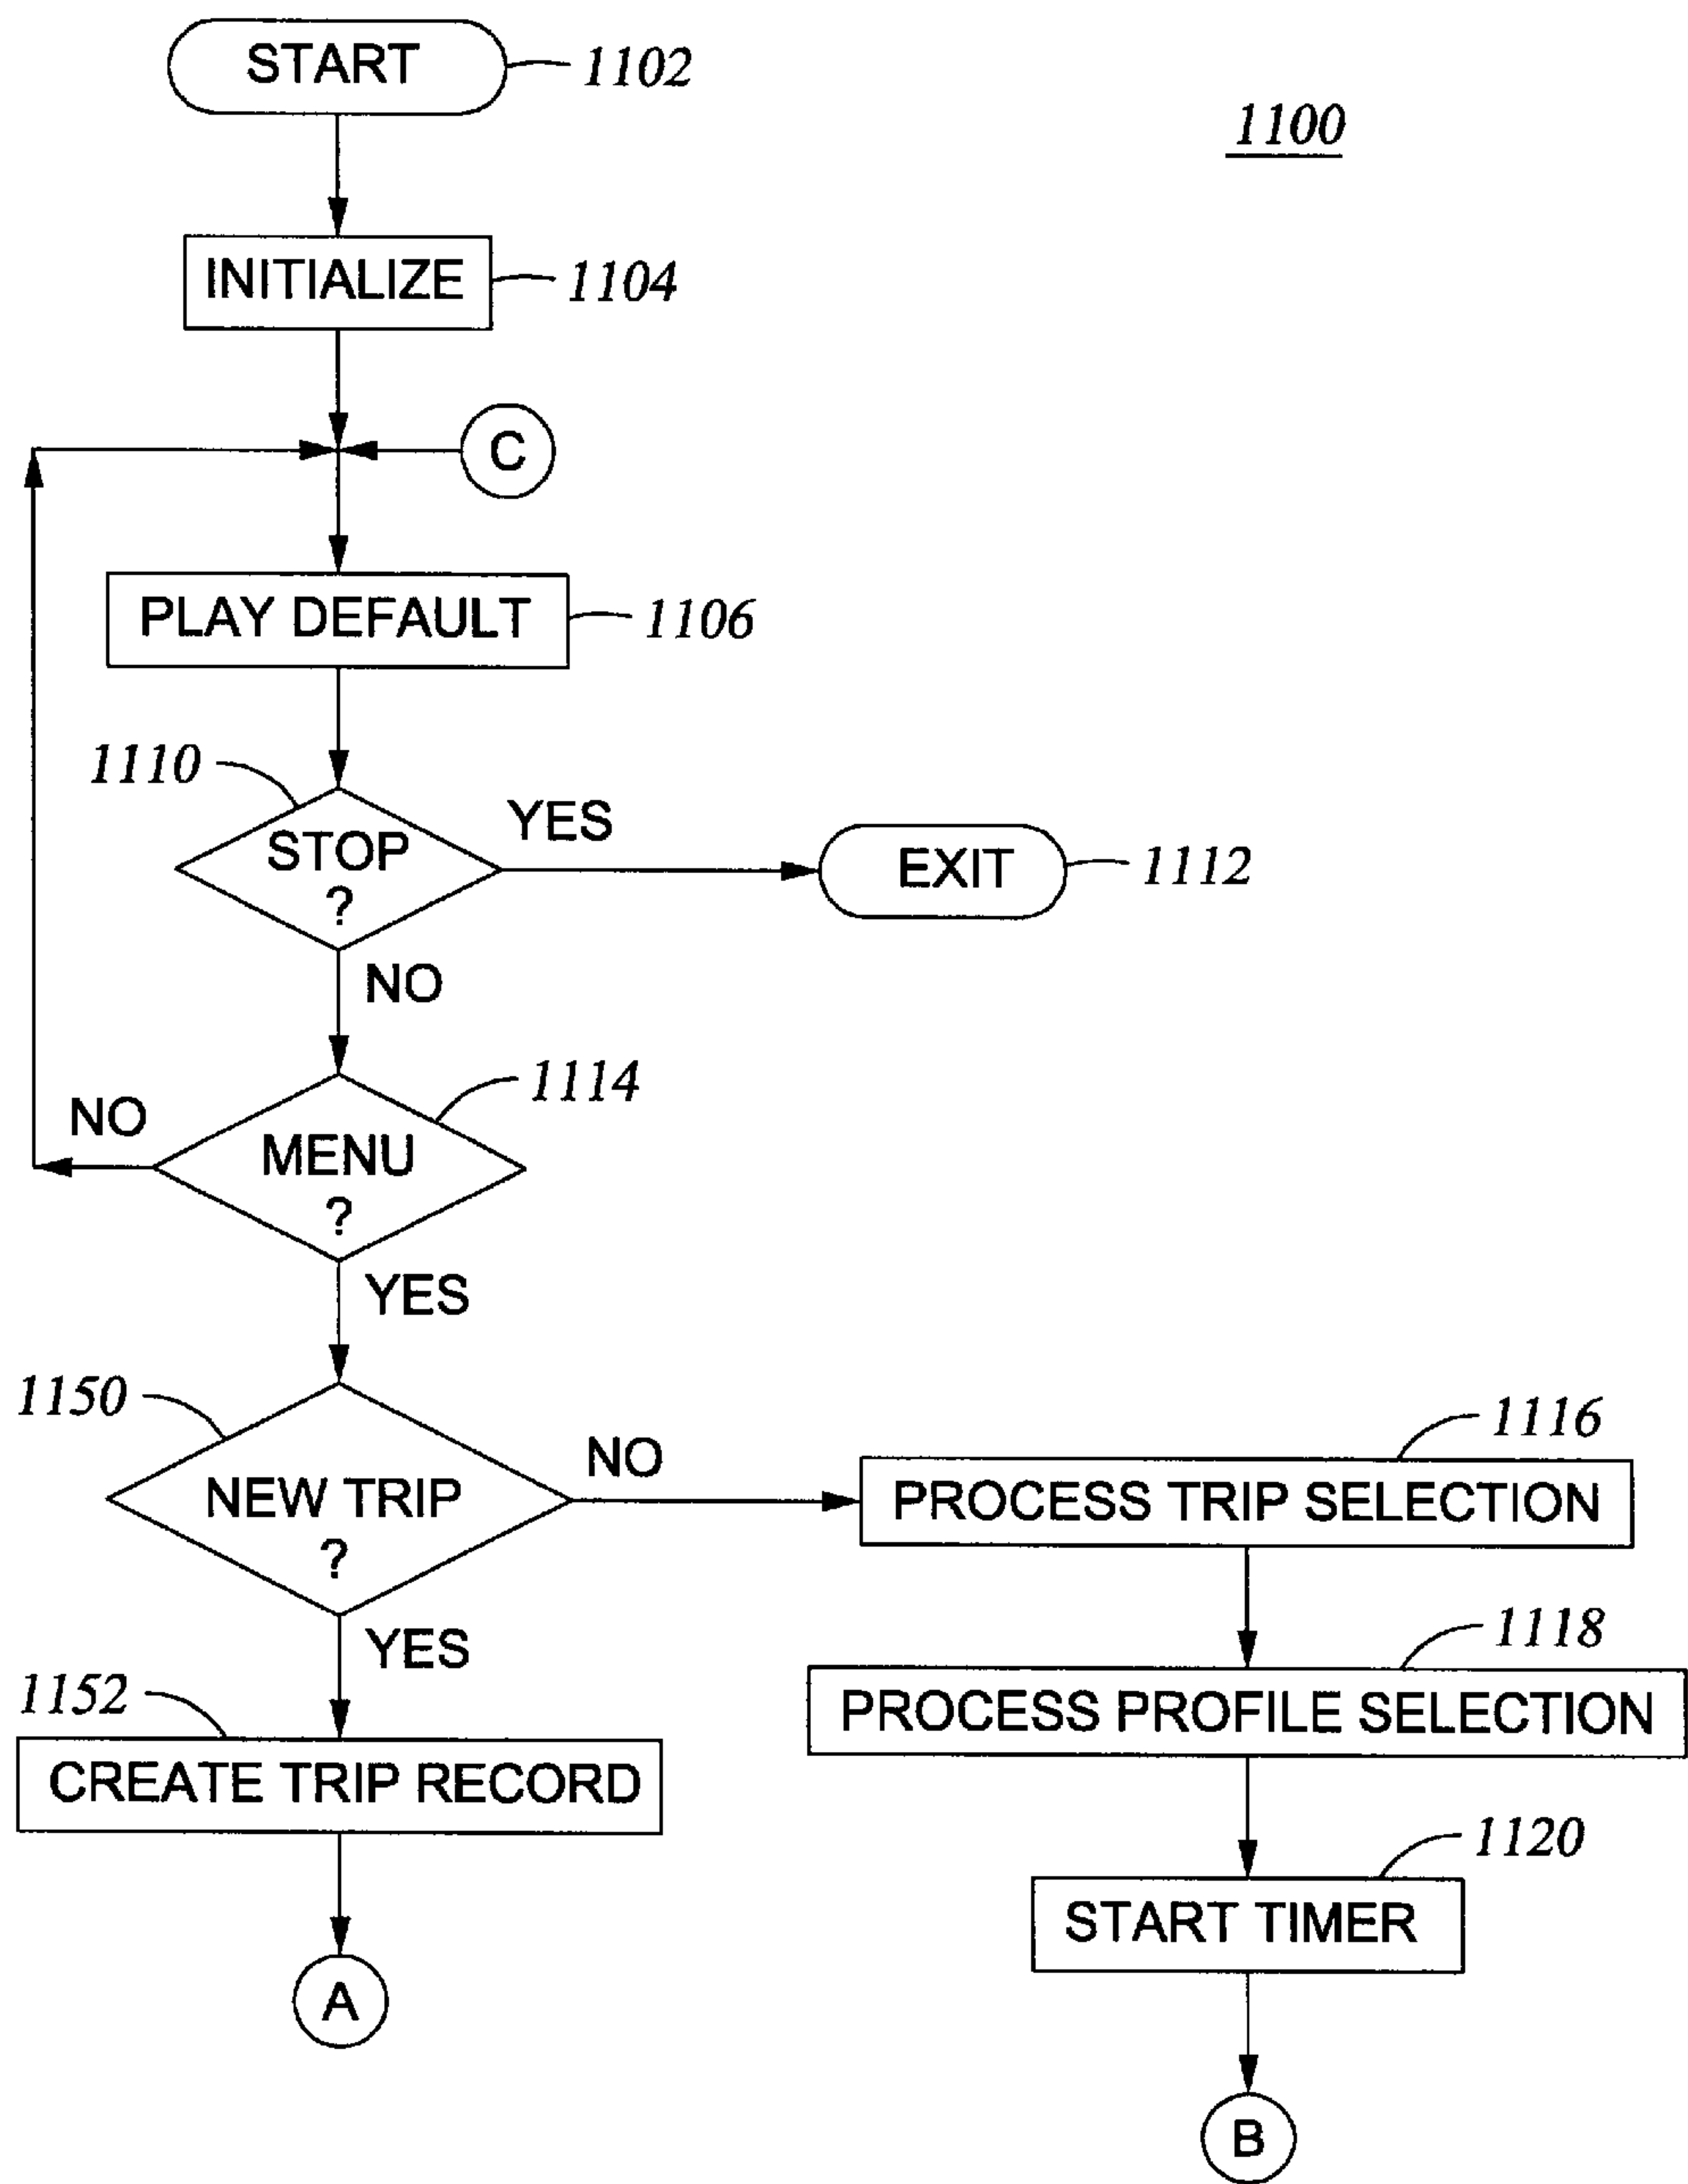 START
1102
1100
INITIALIZE
1104
C
PLAY DEFAULT
1106
1110
STOP
?
YES
EXIT
1112
NO
1114
NO
MENU
?
YES
1150
NEW TRIP
?
NO
1116
PROCESS TRIP SELECTION
YES
1118
PROCESS PROFILE SELECTION
1152
CREATE TRIP RECORD
1120
START TIMER
A
B